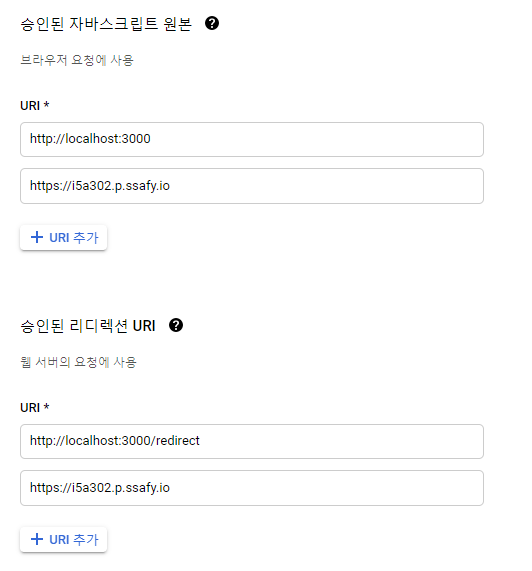 승인된 자바스크립트 원본 ?
브라우저 요청에 사용
URI *
http://localhost:3000
https://i5a302.p.ssafy.io
+ URI 추가
승인된 리디렉션 URI ?
웹 서버의 요청에 사용
URI *
http://localhost:3000/redirect
https://i5a302.p.ssafy.io
+ URI 추가